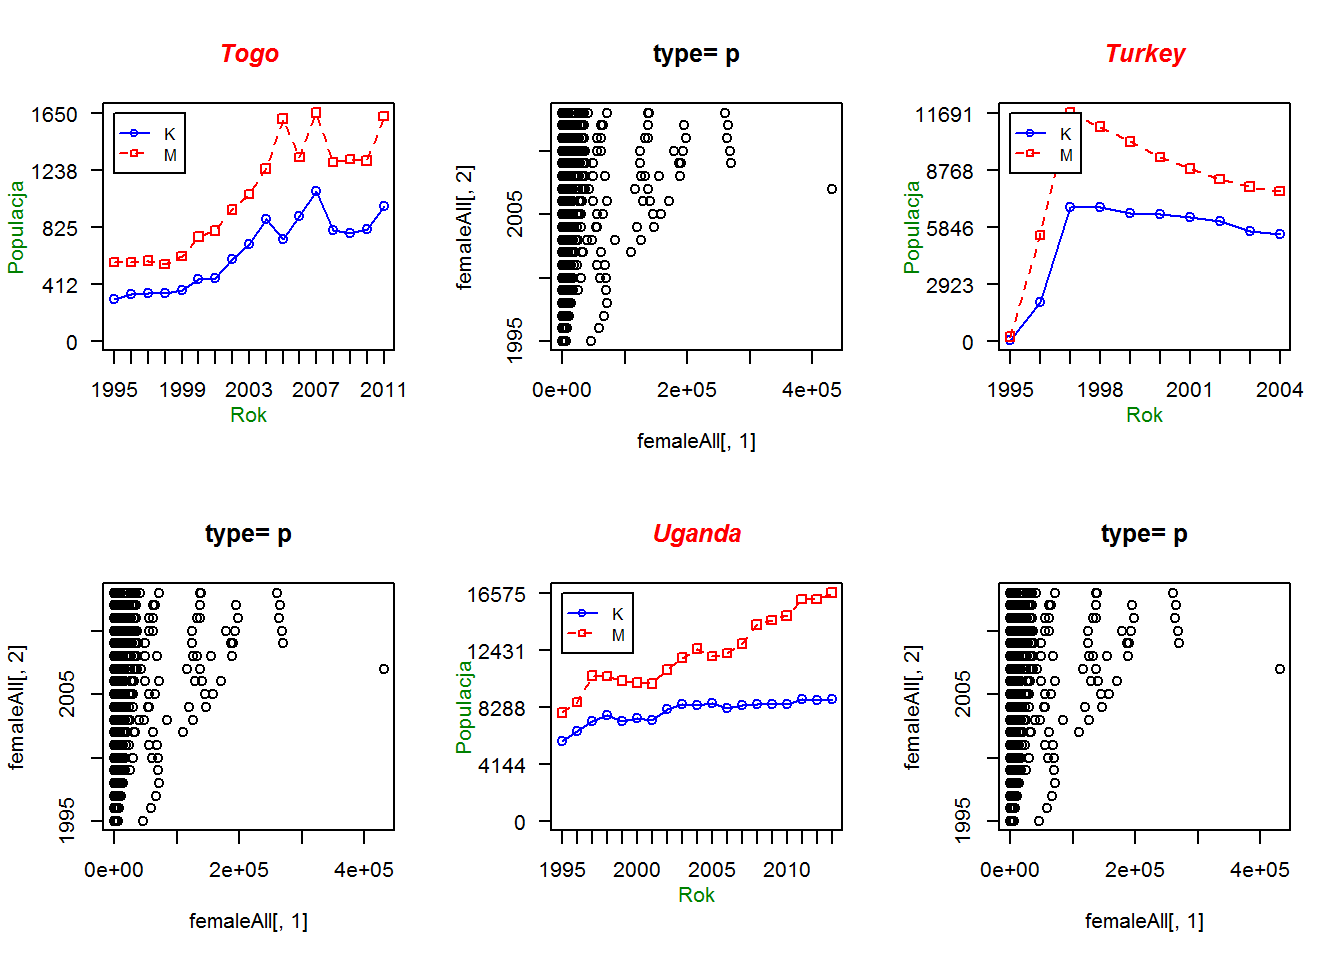 Togo
Populacja
1650
1238
825
412
0
K
M
1995 1999 2003 2007 2011
Rok
type= p
femaleAll[, 2]
2005
1995
0e+00 2e+05 4e+05
femaleAll[, 1]
Turkey
Populacja
11691
8768
5846
2923
0
K
M
1995 1998 2001 2004
Rok
type= p
femaleAll[, 2]
2005
1995
0e+00 2e+05 4e+05
femaleAll[, 1]
Uganda
Populacja
16575
12431
8288
4144
0
K
M
1995 2000 2005 2010
Rok
type= p
femaleAll[, 2]
2005
1995
0e+00 2e+05 4e+05
femaleAll[, 1]